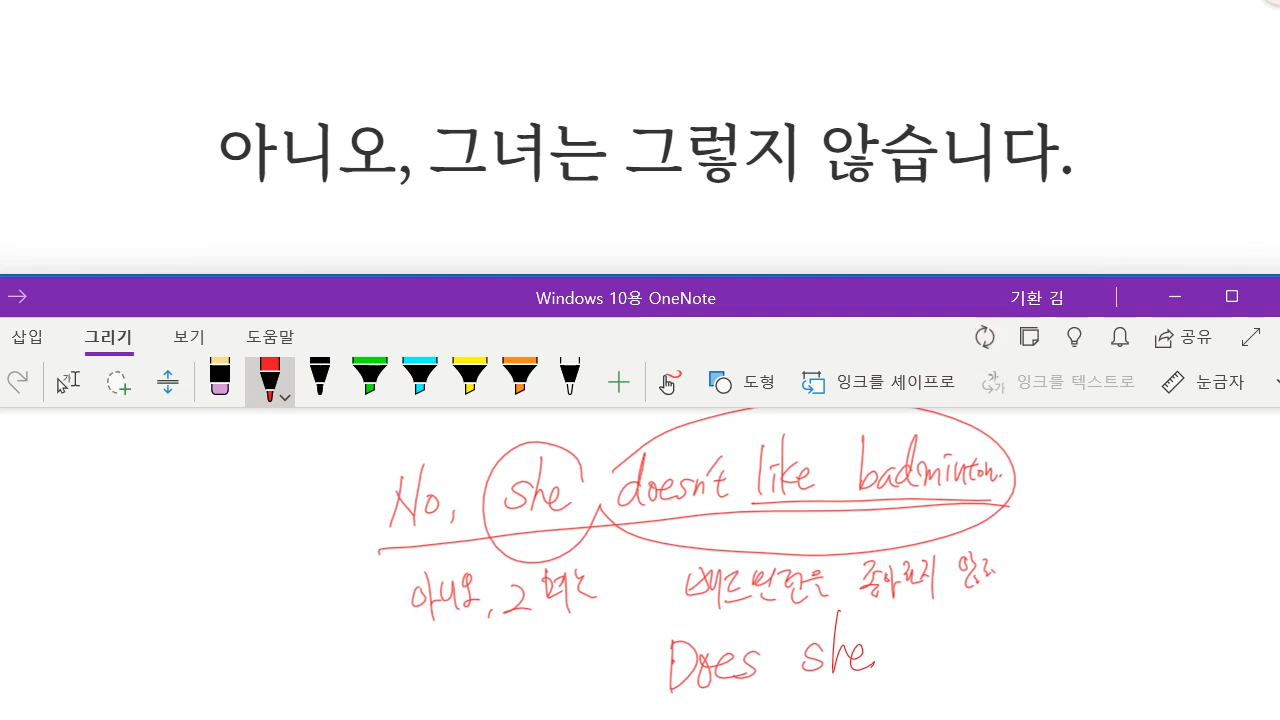 아니오, 그녀는 그렇지 않습니다.
Windows 10용 OneNote 기환 김
삽입 그리기 보기 도움말 공유
도형 잉크를 셰이프로 잉크를 텍스트로 눈금자
No, she doesn't like badminton.
아니오, 그녀는 배드민턴을 좋아하지 않
Does she